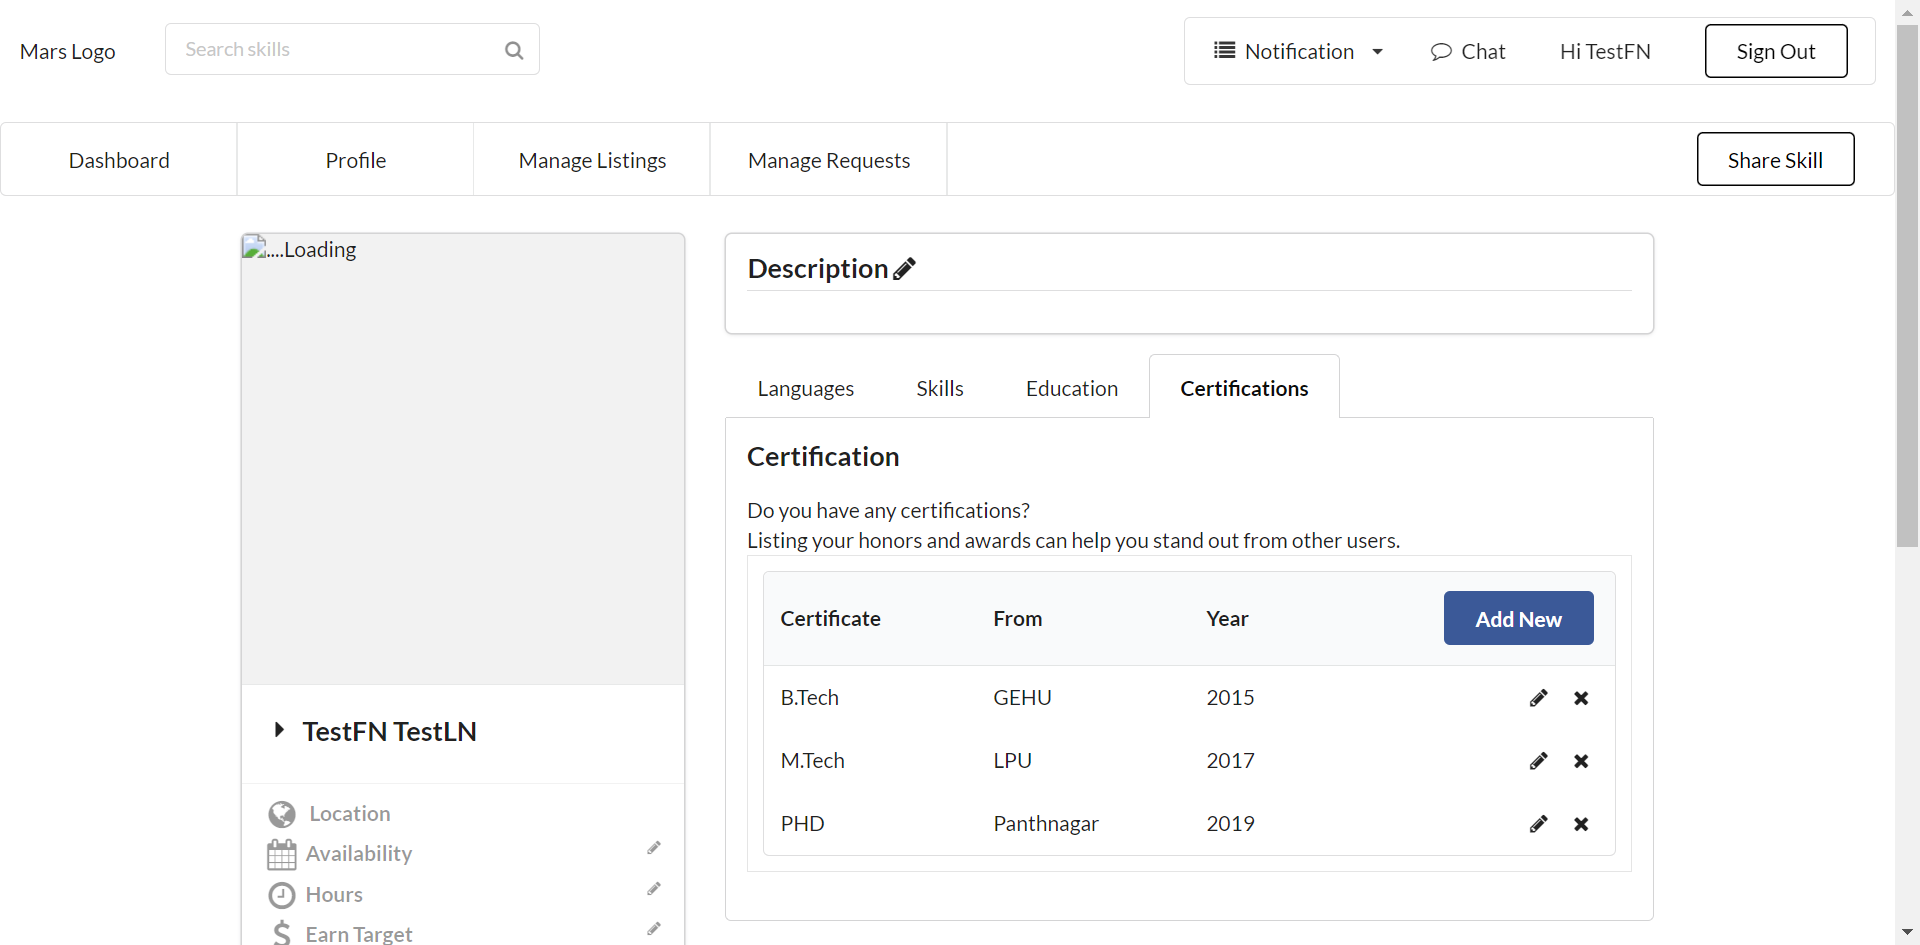 Mars Logo
Search skills
Notification
Chat
Hi TestFN
Sign Out
Dashboard
Profile
Manage Listings
Manage Requests
Share Skill
....Loading
TestFN TestLN
Location
Availability
Hours
Earn Target
Description
Languages
Skills
Education
Certifications
Certification
Do you have any certifications?
Listing your honors and awards can help you stand out from other users.
Certificate From Year Add New
B.Tech GEHU 2015
M.Tech LPU 2017
PHD Panthnagar 2019